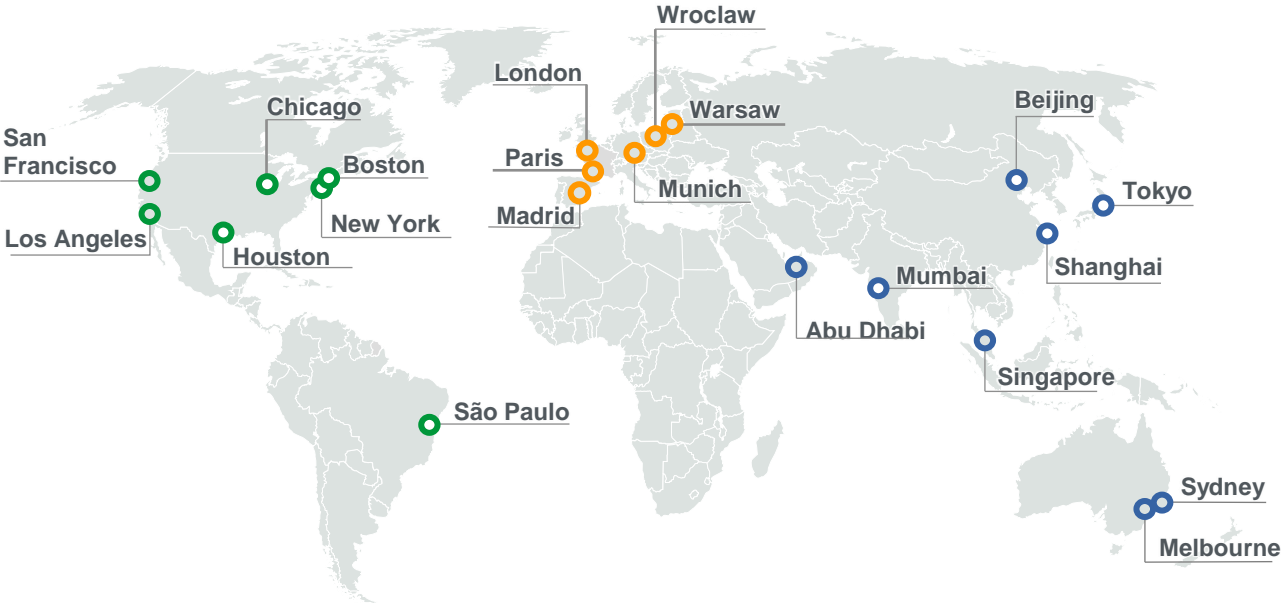 Wroclaw
London
Warsaw
Beijing
Chicago
San
Francisco
Boston
Paris
Munich
Tokyo
Madrid
New York
Los Angeles
Houston
Shanghai
Mumbai
Abu Dhabi
Singapore
São Paulo
Sydney
Melbourne